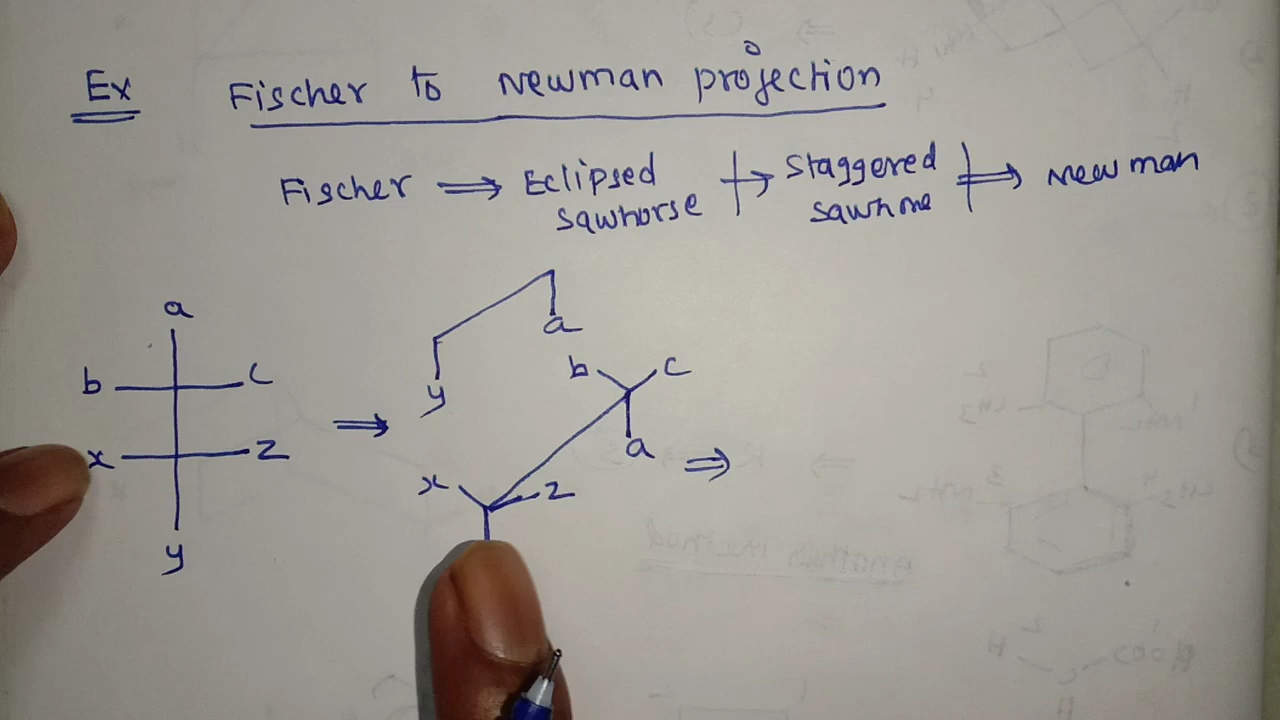 Ex Fischer to Newman projection
Fischer ⇒ Eclipsed → Staggered ⇒ Newman
sawhorse sawhorse
a
b c
x z
y
⇒
y a
b c
a
x z
⇒